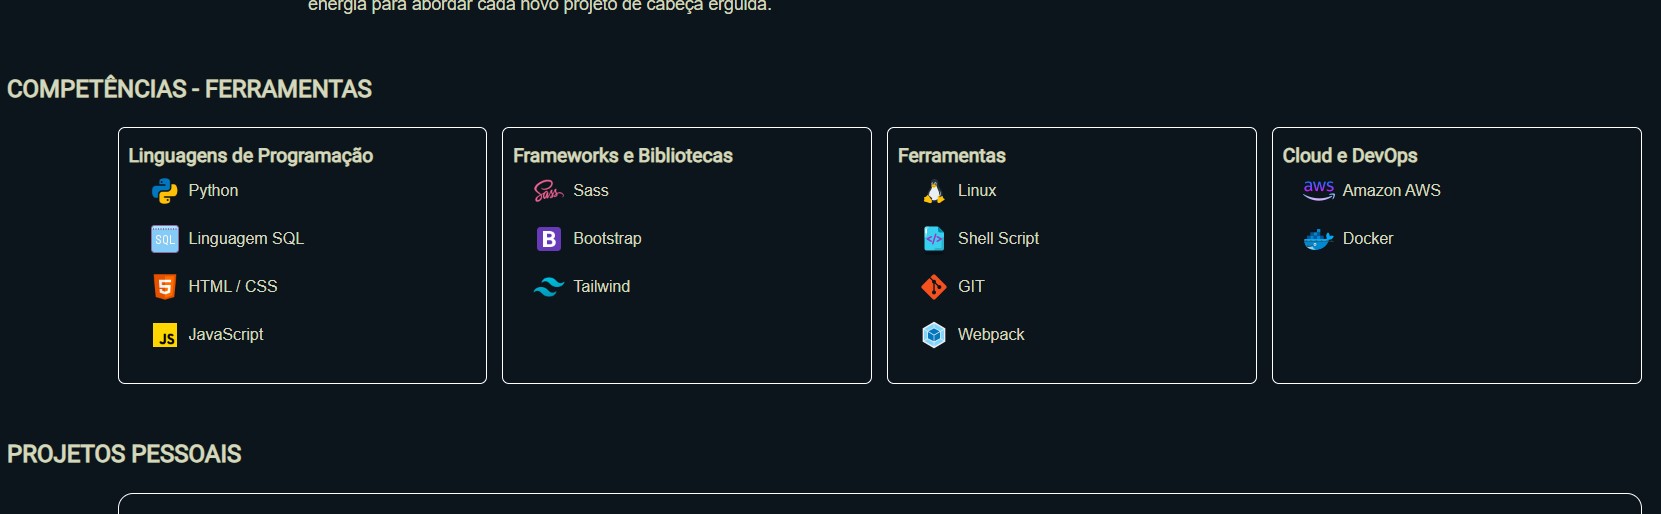 energia para abordar cada novo projeto de cabeça erguida.
COMPETÊNCIAS - FERRAMENTAS
Linguagens de Programação
Python
SQL Linguagem SQL
5 HTML / CSS
JS JavaScript
Frameworks e Bibliotecas
Sass Sass
B Bootstrap
Tailwind
Ferramentas
Linux
</> Shell Script
GIT
Webpack
Cloud e DevOps
aws Amazon AWS
Docker
PROJETOS PESSOAIS